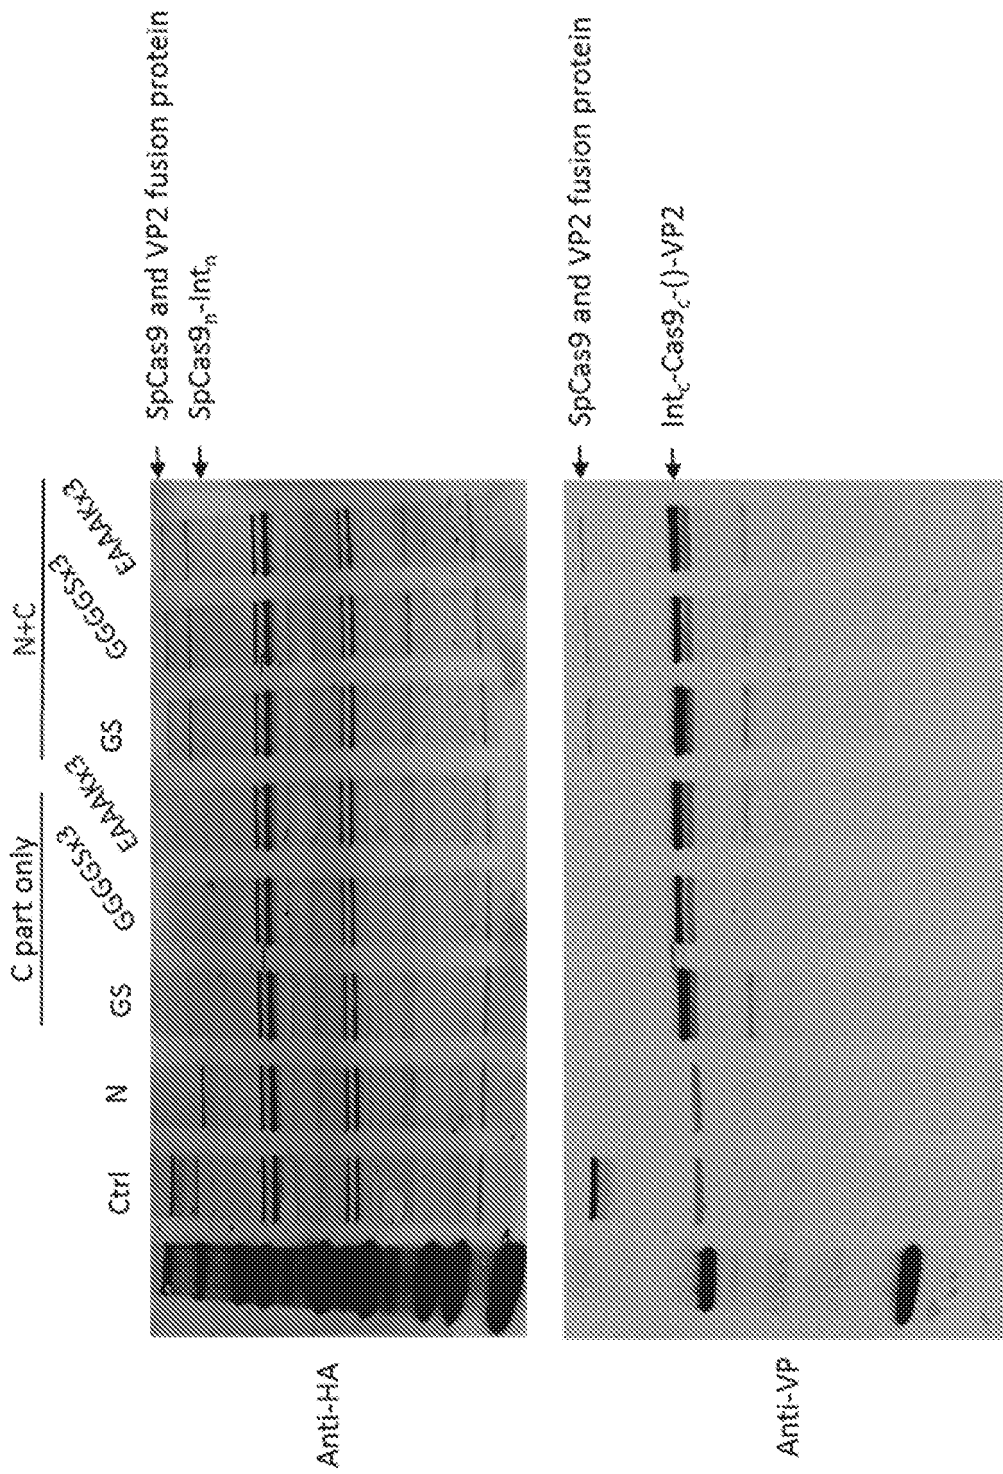 C part only
N+C
Ctrl
N
GS
GGGGSx3
EAAAKx3
GS
GGGGSx3
EAAAKx3
Anti-HA
SpCas9 and VP2 fusion protein
SpCas9n-Intn
Anti-VP
SpCas9 and VP2 fusion protein
Intc-Cas9c-()-VP2